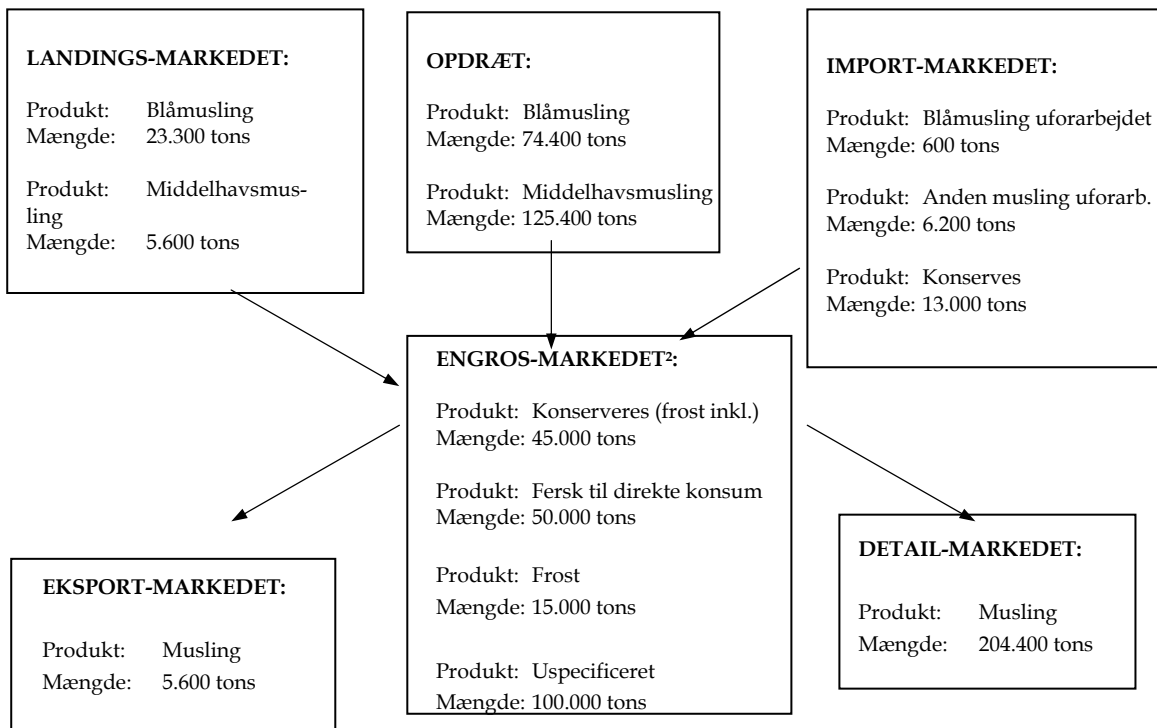 LANDINGS-MARKEDET:
Produkt: Blåmusling
Mængde: 23.300 tons
Produkt: Middelhavsmus-
ling
Mængde: 5.600 tons
OPDRÆT:
Produkt: Blåmusling
Mængde: 74.400 tons
Produkt: Middelhavsmusling
Mængde: 125.400 tons
IMPORT-MARKEDET:
Produkt: Blåmusling uforarbejdet
Mængde: 600 tons
Produkt: Anden musling uforarb.
Mængde: 6.200 tons
Produkt: Konserves
Mængde: 13.000 tons
ENGROS-MARKEDET²:
Produkt: Konserveres (frost inkl.)
Mængde: 45.000 tons
Produkt: Fersk til direkte konsum
Mængde: 50.000 tons
Produkt: Frost
Mængde: 15.000 tons
Produkt: Uspecificeret
Mængde: 100.000 tons
EKSPORT-MARKEDET:
Produkt: Musling
Mængde: 5.600 tons
DETAIL-MARKEDET:
Produkt: Musling
Mængde: 204.400 tons